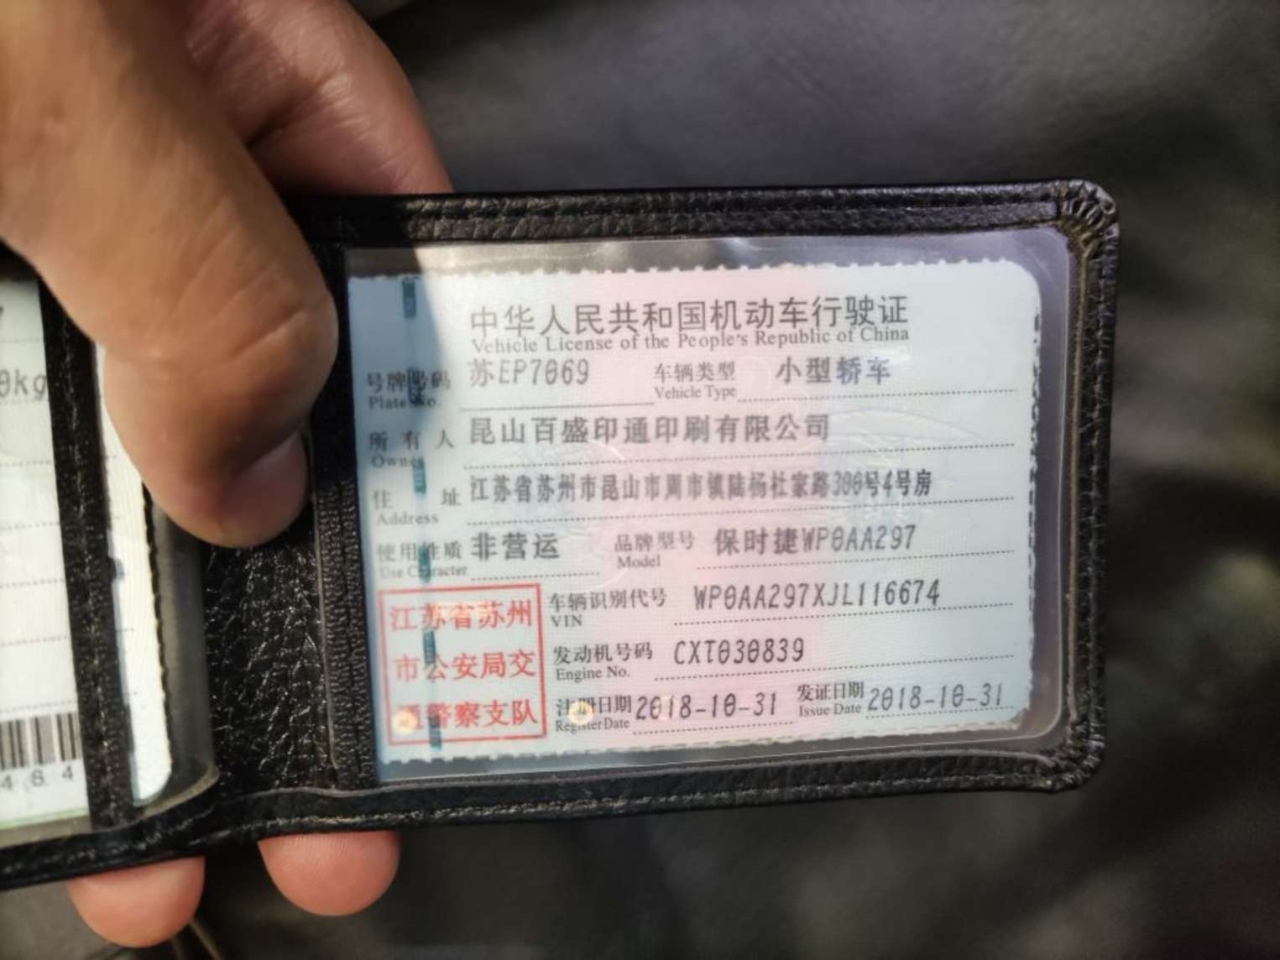 0kg
464
中华人民共和国机动车行驶证
Vehicle License of the People's Republic of China
号牌号码 苏EP7069 车辆类型 小型轿车
Plate No. Vehicle Type
所有人 昆山百盛印通印刷有限公司
Owner
住址 江苏省苏州市昆山市周市镇陆杨杜家路300号4号房
Address
使用性质 非营运 品牌型号 保时捷WP0AA297
Use Character Model
江苏省苏州
市公安局交
通警察支队
车辆识别代号 WP0AA297XJL116674
VIN
发动机号码 CXT030839
Engine No.
注册日期 2018-10-31 发证日期 2018-10-31
Register Date Issue Date